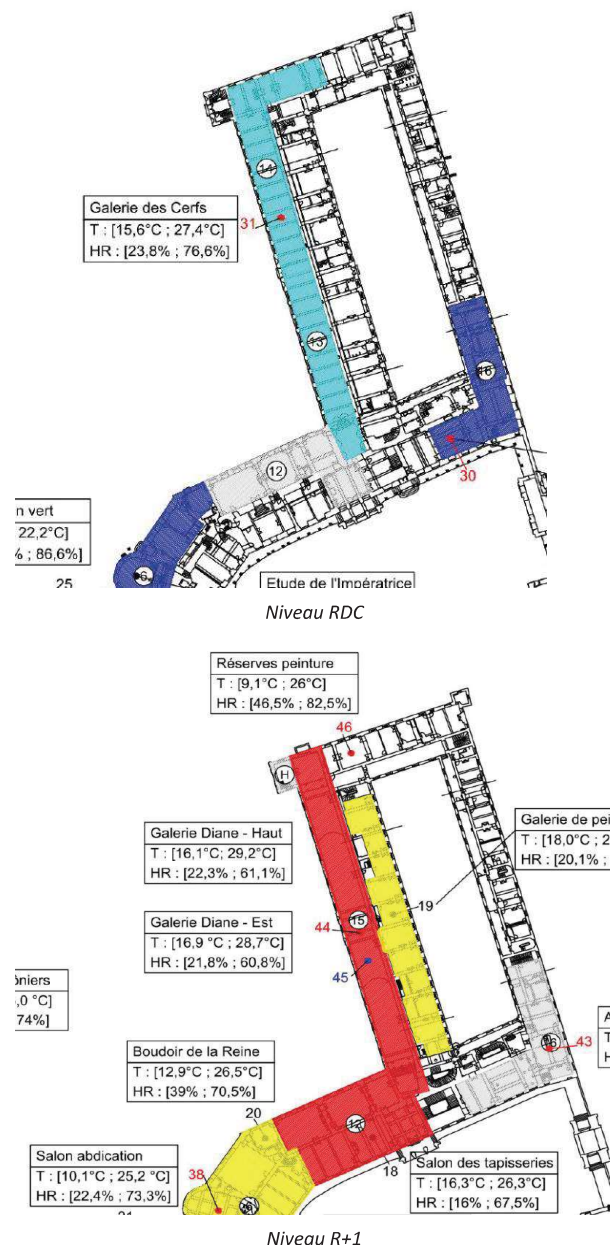 14
Galerie des Cerfs
T : [15,6°C ; 27,4°C]
HR : [23,8% ; 76,6%]
31
13
16
30
12
n vert
22,2°C]
% ; 86,6%]
6
25
Etude de l'Impératrice
Niveau RDC
Réserves peinture
T : [9,1°C ; 26°C]
HR : [46,5% ; 82,5%]
46
H
Galerie Diane - Haut
T : [16,1°C; 29,2°C]
HR : [22,3% ; 61,1%]
Galerie de pei
T : [18,0°C ; 2
HR : [20,1% ;
15
19
44
Galerie Diane - Est
T : [16,9 °C ; 28,7°C]
HR : [21,8% ; 60,8%]
45
ôniers
,0 °C]
74%]
A
T
H
43
Boudoir de la Reine
T : [12,9°C ; 26,5°C]
HR : [39% ; 70,5%]
20
18
Salon abdication
T : [10,1°C ; 25,2 °C]
HR : [22,4% ; 73,3%]
38
Salon des tapisseries
T : [16,3°C ; 26,3°C]
HR : [16% ; 67,5%]
Niveau R+1